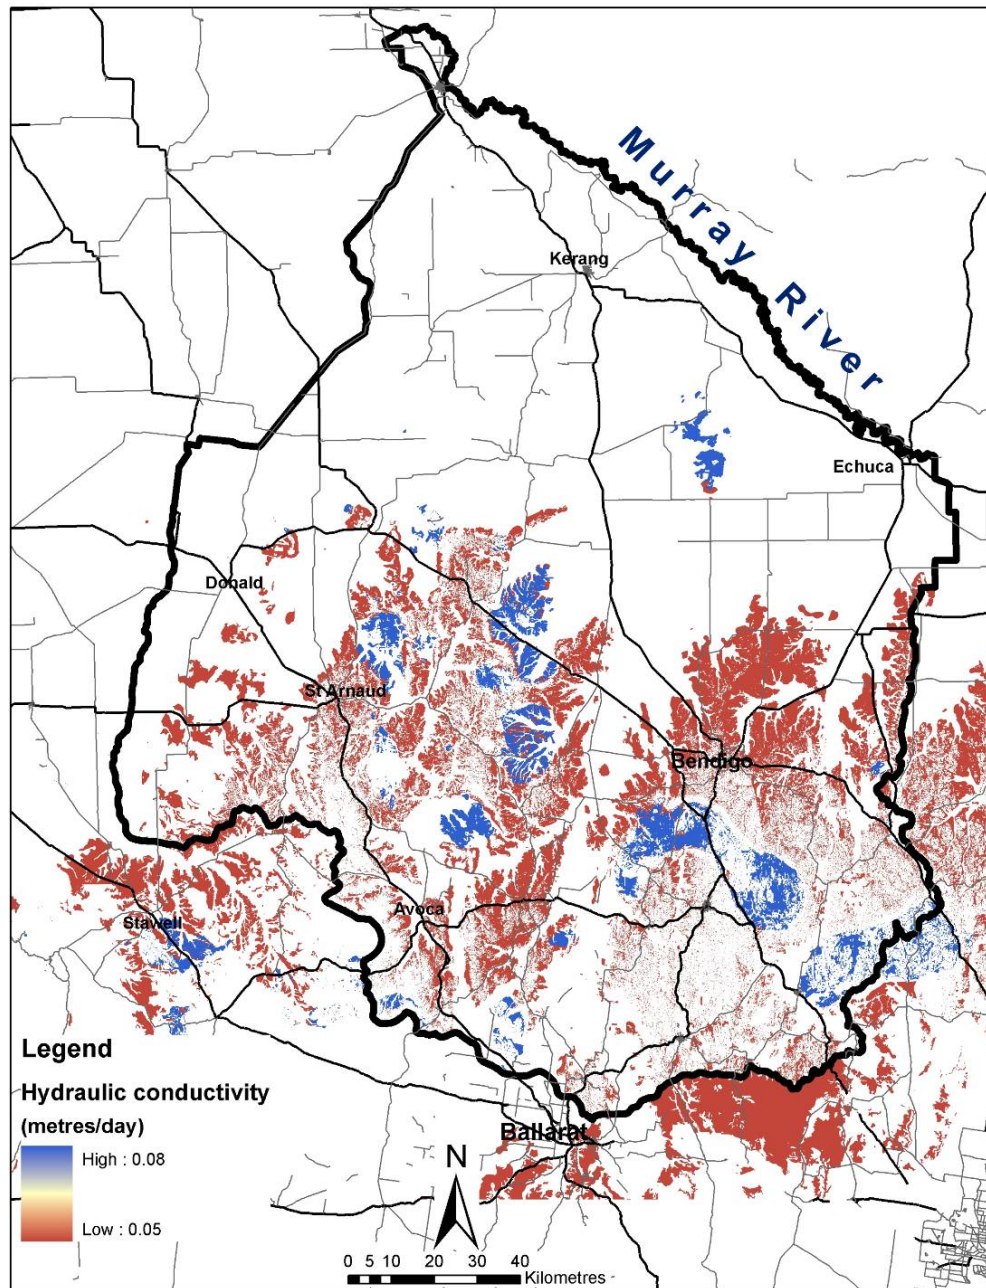 Murray River
Kerang
Echuca
Donald
St Arnaud
Bendigo
Avoca
Stawell
Ballarat
Legend
Hydraulic conductivity
(metres/day)
High : 0.08
Low : 0.05
N
0 5 10 20 30 40
Kilometres